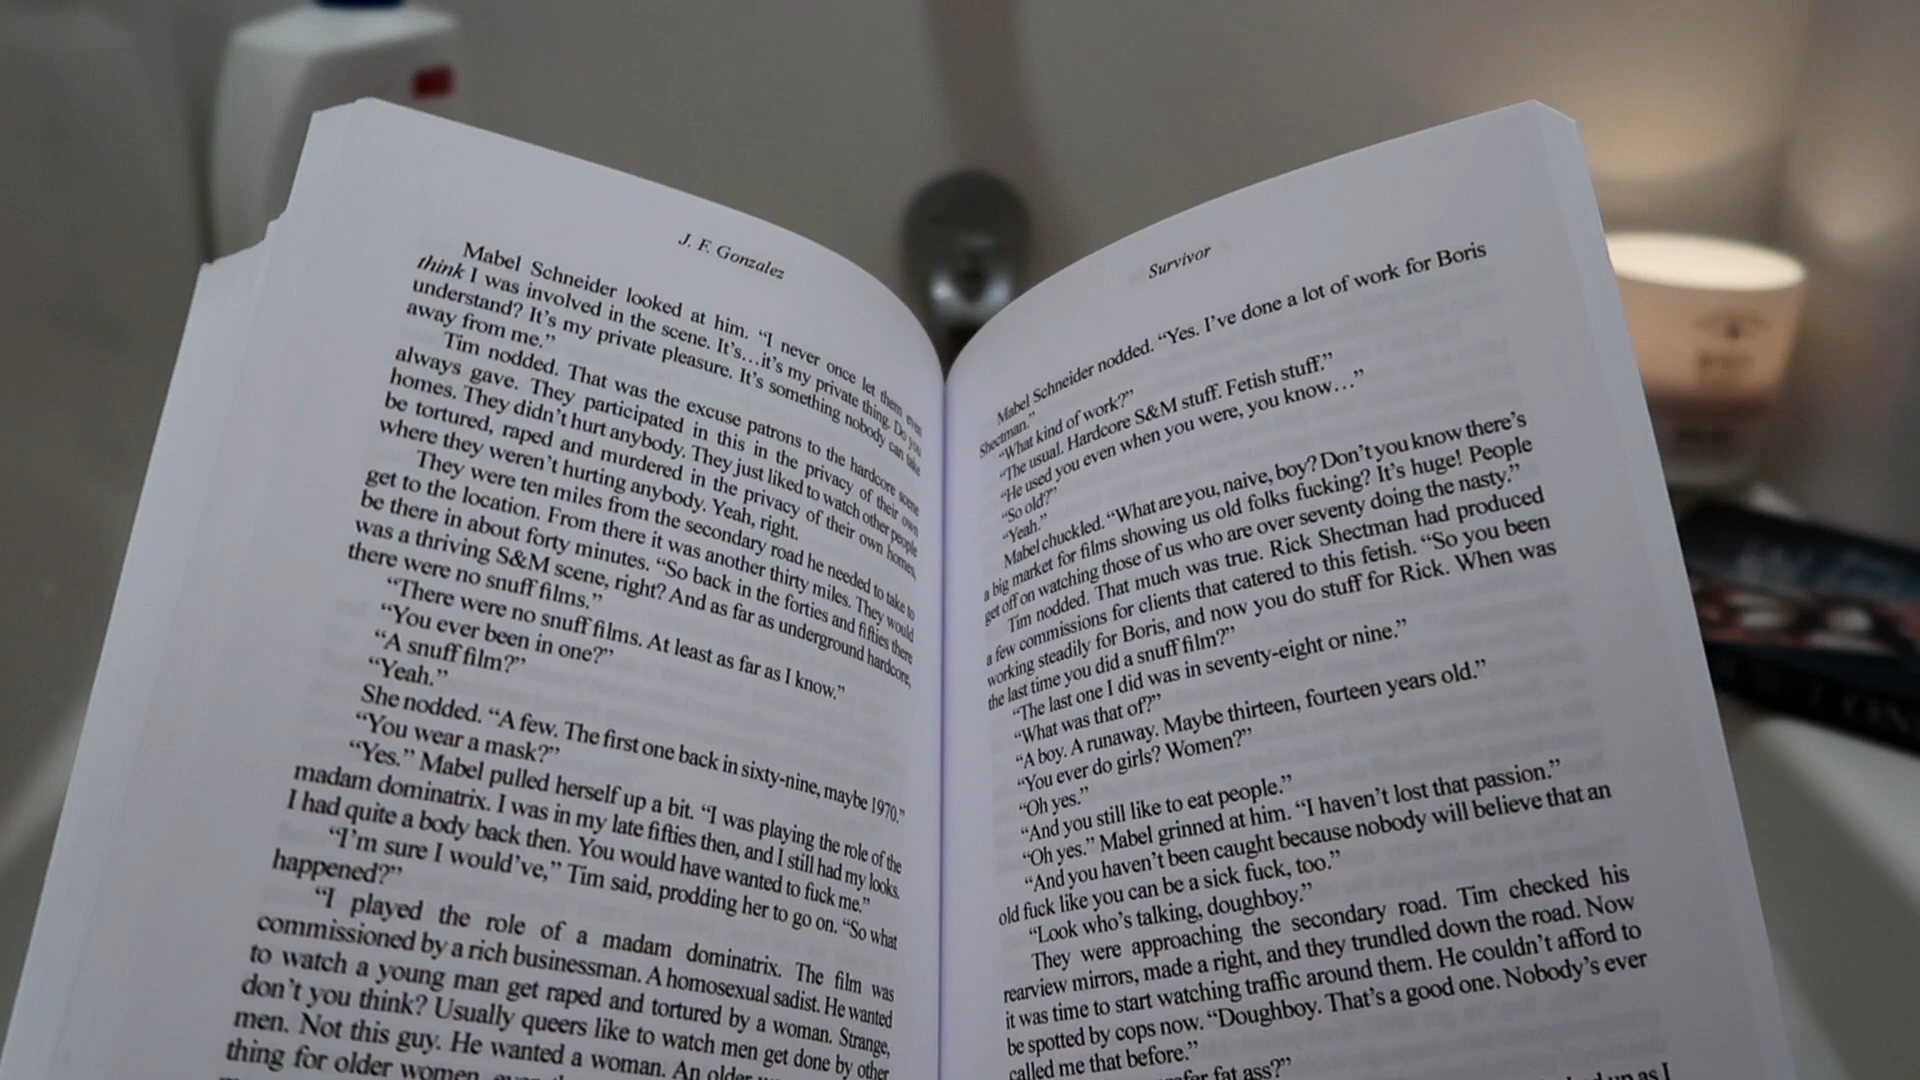 J. F. Gonzalez
Mabel Schneider looked at him. “I never once let them even
think I was involved in the scene. It’s…it’s my private thing. Do you
understand? It’s my private pleasure. It’s something nobody can take
away from me.”
Tim nodded. That was the excuse patrons to the hardcore scene
always gave. They participated in this in the privacy of their own
homes. They didn’t hurt anybody. They just liked to watch other people
be tortured, raped and murdered in the privacy of their own homes,
where they weren’t hurting anybody. Yeah, right.
They were ten miles from the secondary road he needed to take to
get to the location. From there it was another thirty miles. They would
be there in about forty minutes. “So back in the forties and fifties there
was a thriving S&M scene, right? And as far as underground hardcore,
there were no snuff films.”
“There were no snuff films. At least as far as I know.”
“You ever been in one?”
“A snuff film?”
“Yeah.”
She nodded. “A few. The first one back in sixty-nine, maybe 1970.”
“You wear a mask?”
“Yes.” Mabel pulled herself up a bit. “I was playing the role of the
madam dominatrix. I was in my late fifties then, and I still had my looks.
I had quite a body back then. You would have wanted to fuck me.”
“I’m sure I would’ve,” Tim said, prodding her to go on. “So what
happened?”
“I played the role of a madam dominatrix. The film was
commissioned by a rich businessman. A homosexual sadist. He wanted
to watch a young man get raped and tortured by a woman. Strange,
don’t you think? Usually queers like to watch men get done by other
men. Not this guy. He wanted a woman. An older
thing for older women,
Survivor
Mabel Schneider nodded. “Yes. I’ve done a lot of work for Boris
Shectman.”
“What kind of work?”
“The usual. Hardcore S&M stuff. Fetish stuff.”
“He used you even when you were, you know…”
“So old?”
“Yeah.”
Mabel chuckled. “What are you, naive, boy? Don’t you know there’s
a big market for films showing us old folks fucking? It’s huge! People
get off on watching those of us who are over seventy doing the nasty.”
Tim nodded. That much was true. Rick Shectman had produced
a few commissions for clients that catered to this fetish. “So you been
working steadily for Boris, and now you do stuff for Rick. When was
the last time you did a snuff film?”
“The last one I did was in seventy-eight or nine.”
“What was that of?”
“A boy. A runaway. Maybe thirteen, fourteen years old.”
“You ever do girls? Women?”
“Oh yes.”
“And you still like to eat people.”
“Oh yes.” Mabel grinned at him. “I haven’t lost that passion.”
“And you haven’t been caught because nobody will believe that an
old fuck like you can be a sick fuck, too.”
“Look who’s talking, doughboy.”
They were approaching the secondary road. Tim checked his
rearview mirrors, made a right, and they trundled down the road. Now
it was time to start watching traffic around them. He couldn’t afford to
be spotted by cops now. “Doughboy. That’s a good one. Nobody’s ever
called me that before.”
fat ass?”